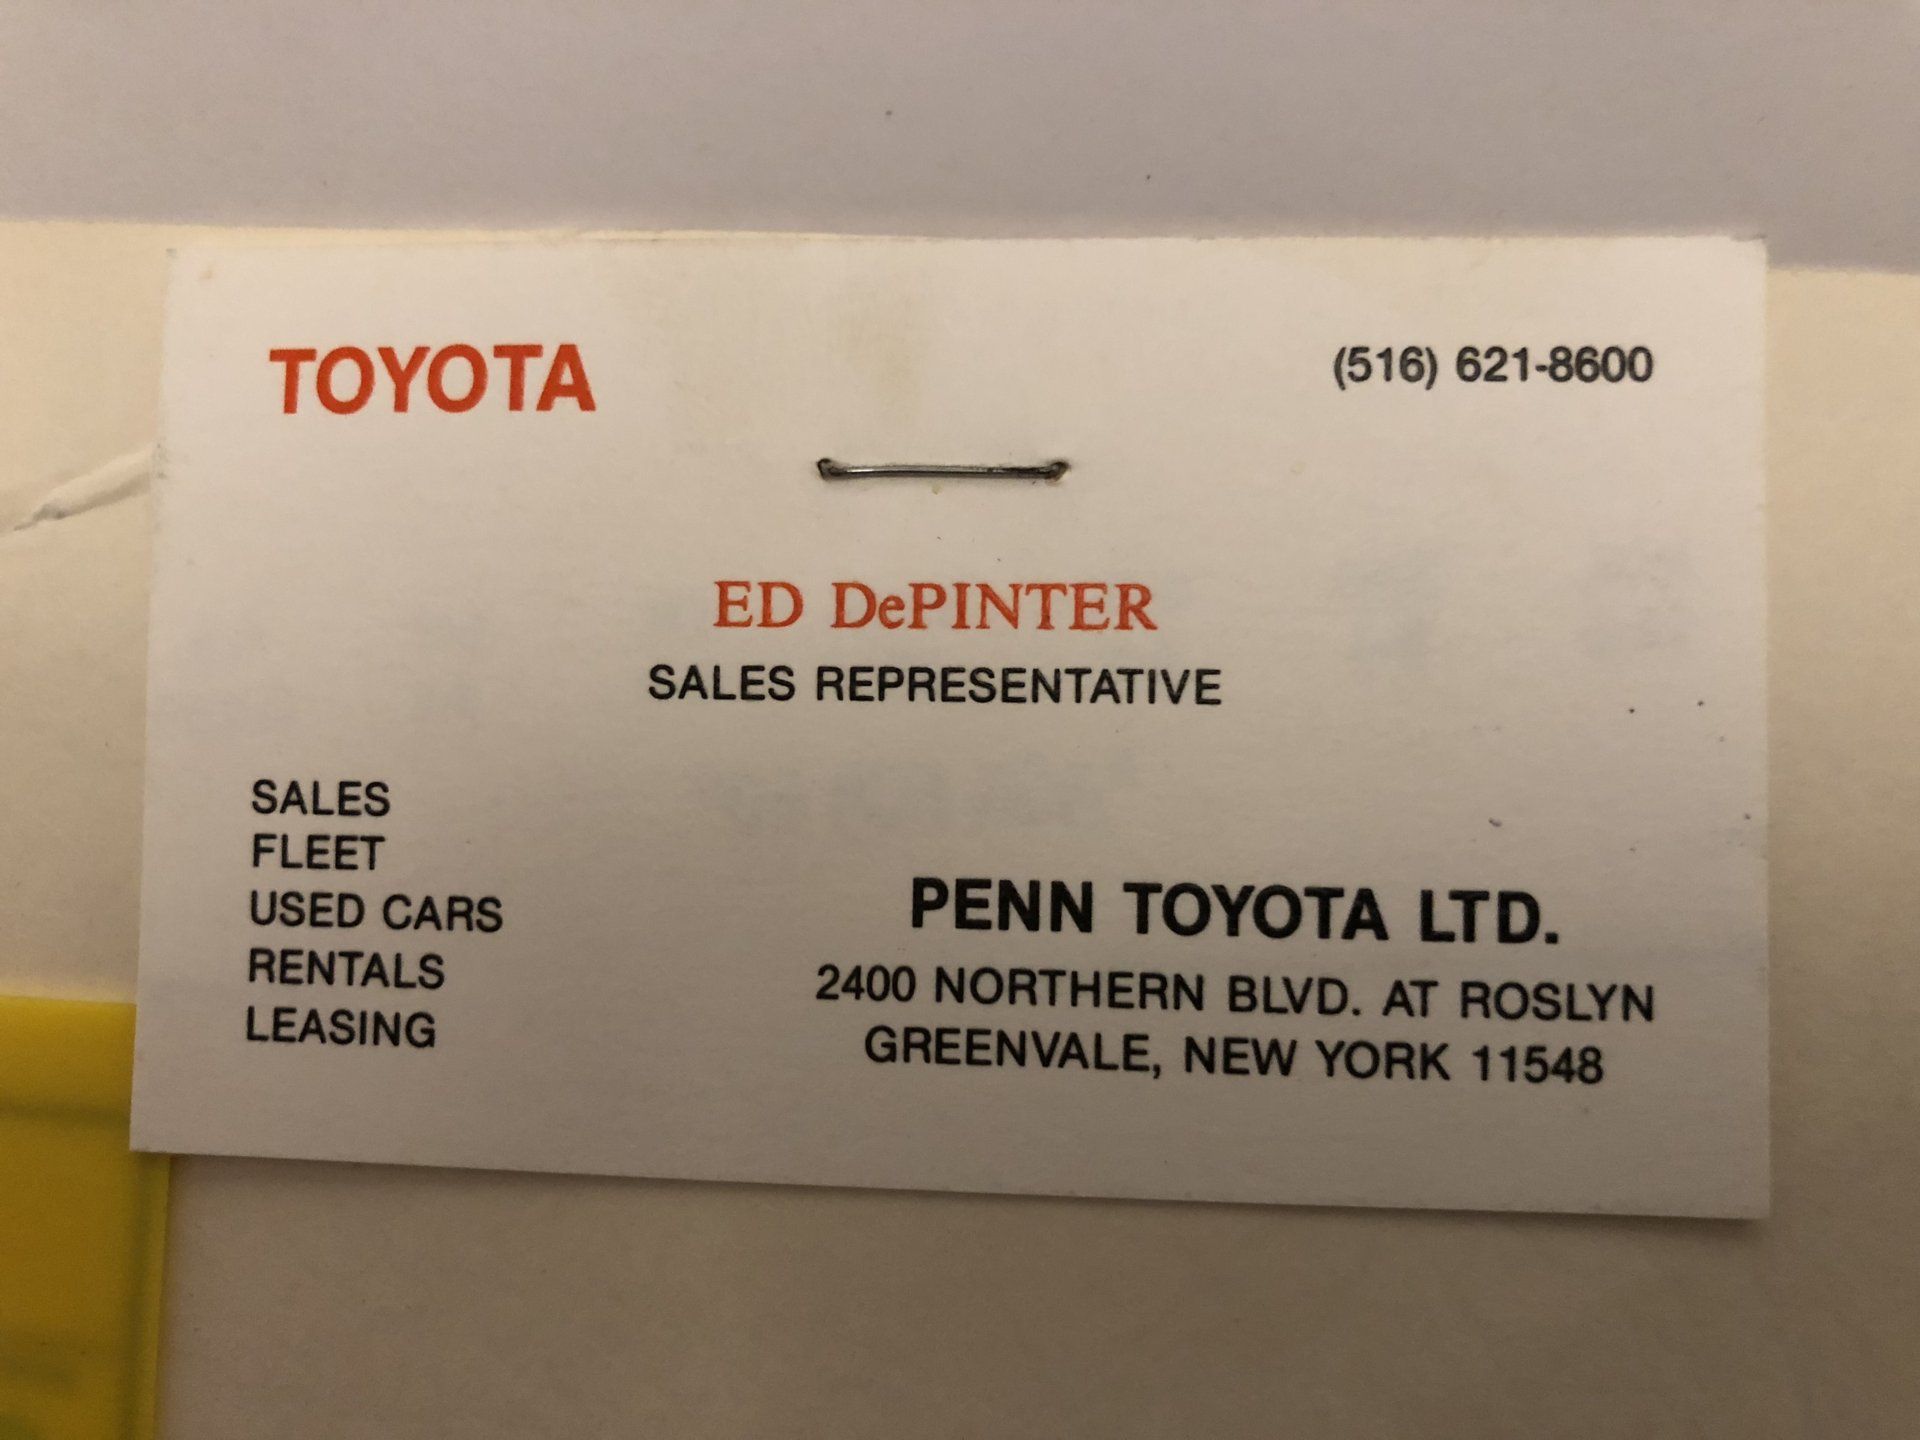 TOYOTA
(516) 621-8600
ED DePINTER
SALES REPRESENTATIVE
SALES
FLEET
USED CARS
RENTALS
LEASING
PENN TOYOTA LTD.
2400 NORTHERN BLVD. AT ROSLYN
GREENVALE, NEW YORK 11548